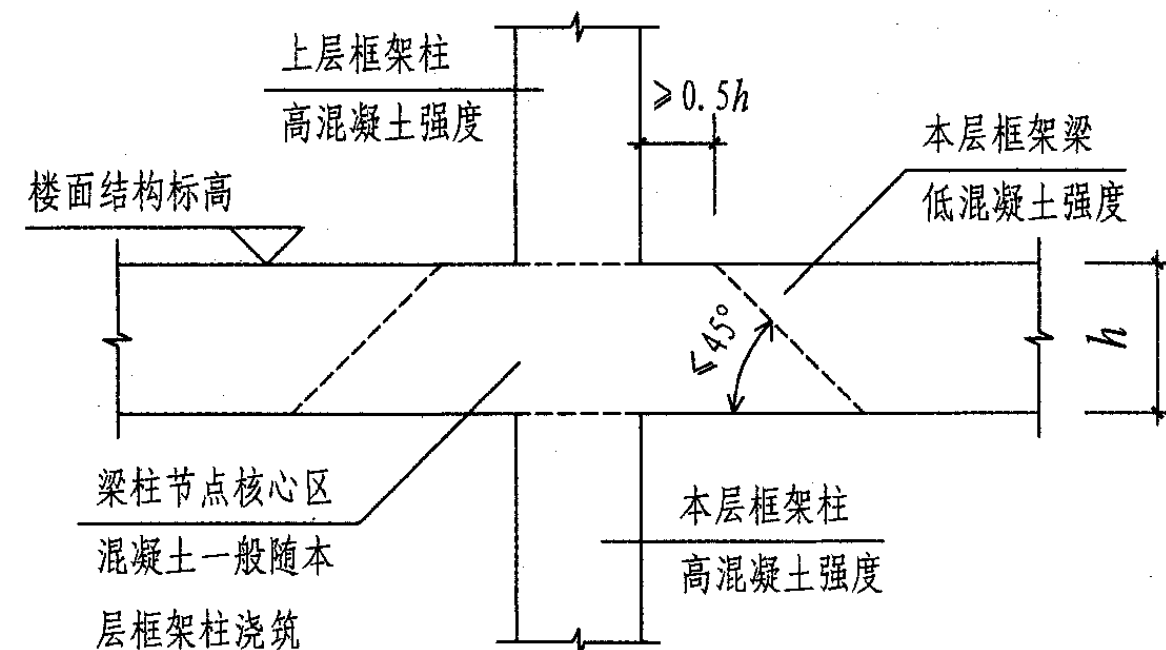 上层框架柱
高混凝土强度
≥0.5h
本层框架梁
低混凝土强度
楼面结构标高
≤45°
h
梁柱节点核心区
混凝土一般随本
层框架柱浇筑
本层框架柱
高混凝土强度